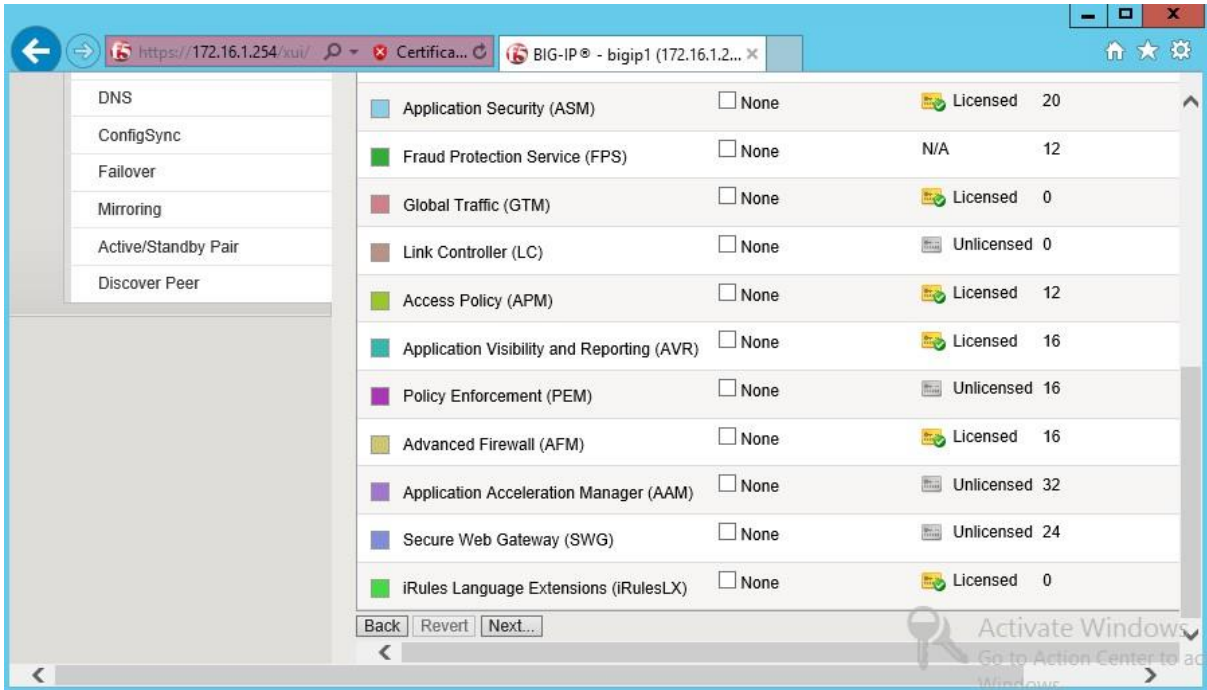 https://172.16.1.254/xui/ Certifica... BIG-IP® - bigip1 (172.16.1.2...
DNS
ConfigSync
Failover
Mirroring
Active/Standby Pair
Discover Peer
Application Security (ASM) None Licensed 20
Fraud Protection Service (FPS) None N/A 12
Global Traffic (GTM) None Licensed 0
Link Controller (LC) None Unlicensed 0
Access Policy (APM) None Licensed 12
Application Visibility and Reporting (AVR) None Licensed 16
Policy Enforcement (PEM) None Unlicensed 16
Advanced Firewall (AFM) None Licensed 16
Application Acceleration Manager (AAM) None Unlicensed 32
Secure Web Gateway (SWG) None Unlicensed 24
iRules Language Extensions (iRulesLX) None Licensed 0
Back Revert Next...
Activate Windows
Go to Action Center to ac
Windows